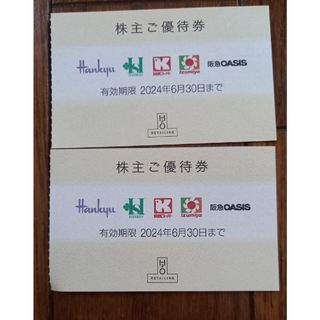 株主ご優待券
Hankyu
Izumiya
阪急OASIS
有効期限 2024年6月30日まで
H2O
RETAILING
株主ご優待券
Hankyu
Izumiya
阪急OASIS
有効期限 2024年6月30日まで
H2O
RETAILING